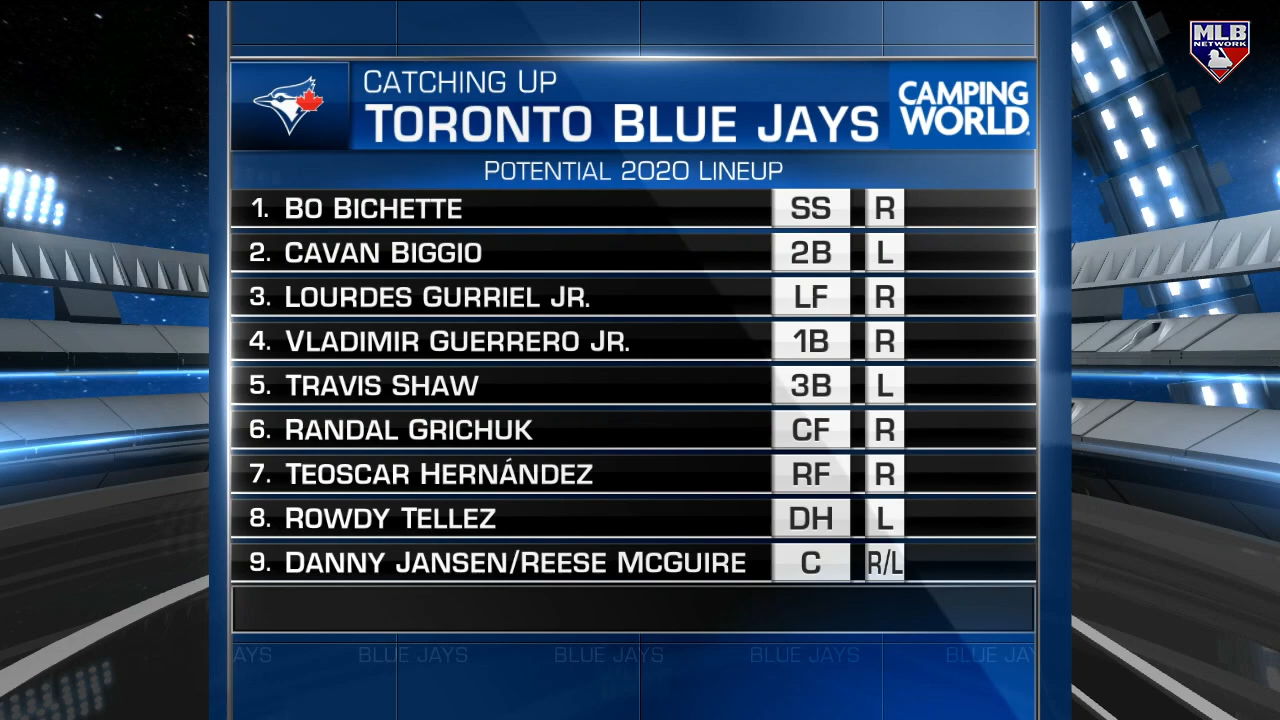 MLB
NETWORK
CATCHING UP
TORONTO BLUE JAYS
CAMPING
WORLD
POTENTIAL 2020 LINEUP
1. BO BICHETTE SS R
2. CAVAN BIGGIO 2B L
3. LOURDES GURRIEL JR. LF R
4. VLADIMIR GUERRERO JR. 1B R
5. TRAVIS SHAW 3B L
6. RANDAL GRICHUK CF R
7. TEOSCAR HERNÁNDEZ RF R
8. ROWDY TELLEZ DH L
9. DANNY JANSEN/REESE MCGUIRE C R/L
AYS BLUE JAYS BLUE JAYS BLUE JAYS BLUE JAY